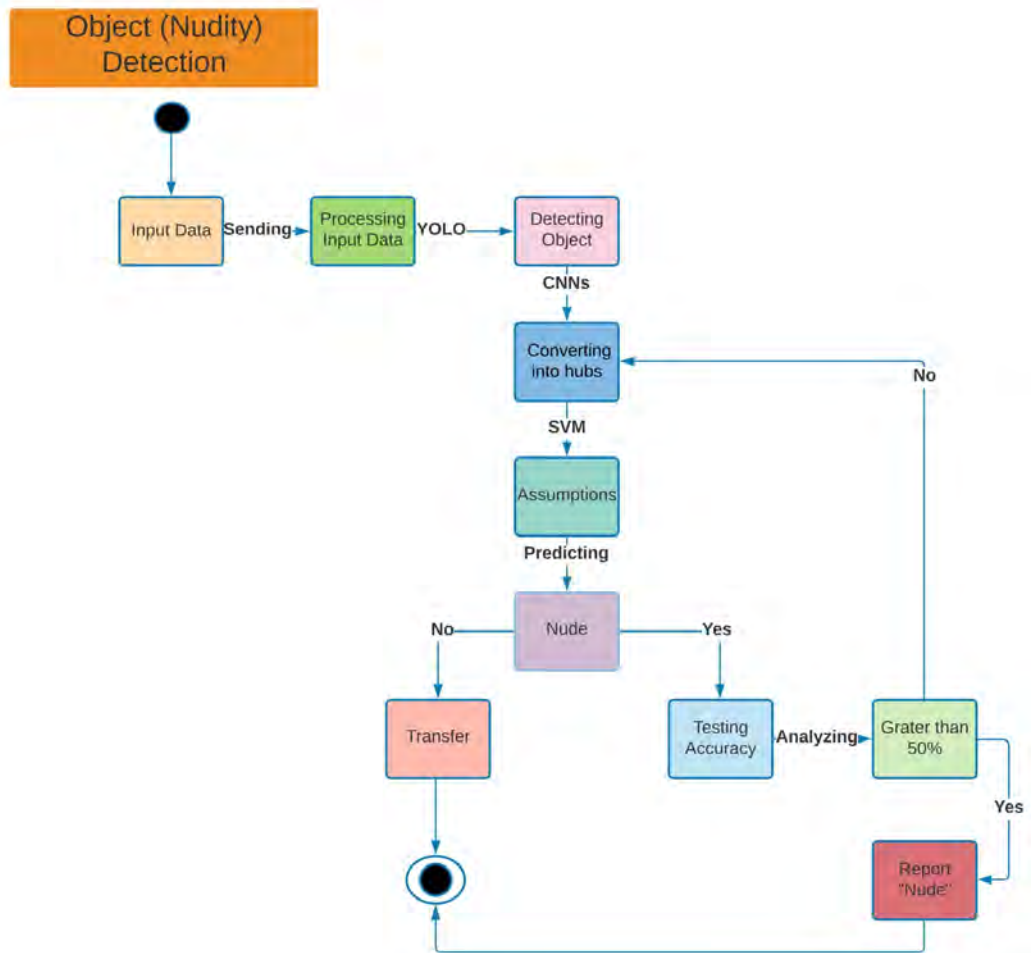 Object (Nudity)
Detection
Input Data
Sending
Processing
Input Data
YOLO
Detecting
Object
CNNs
Converting
into hubs
No
SVM
Assumptions
Predicting
No
Nude
Yes
Transfer
Testing
Accuracy
Analyzing
Grater than
50%
Yes
Report
"Nude"